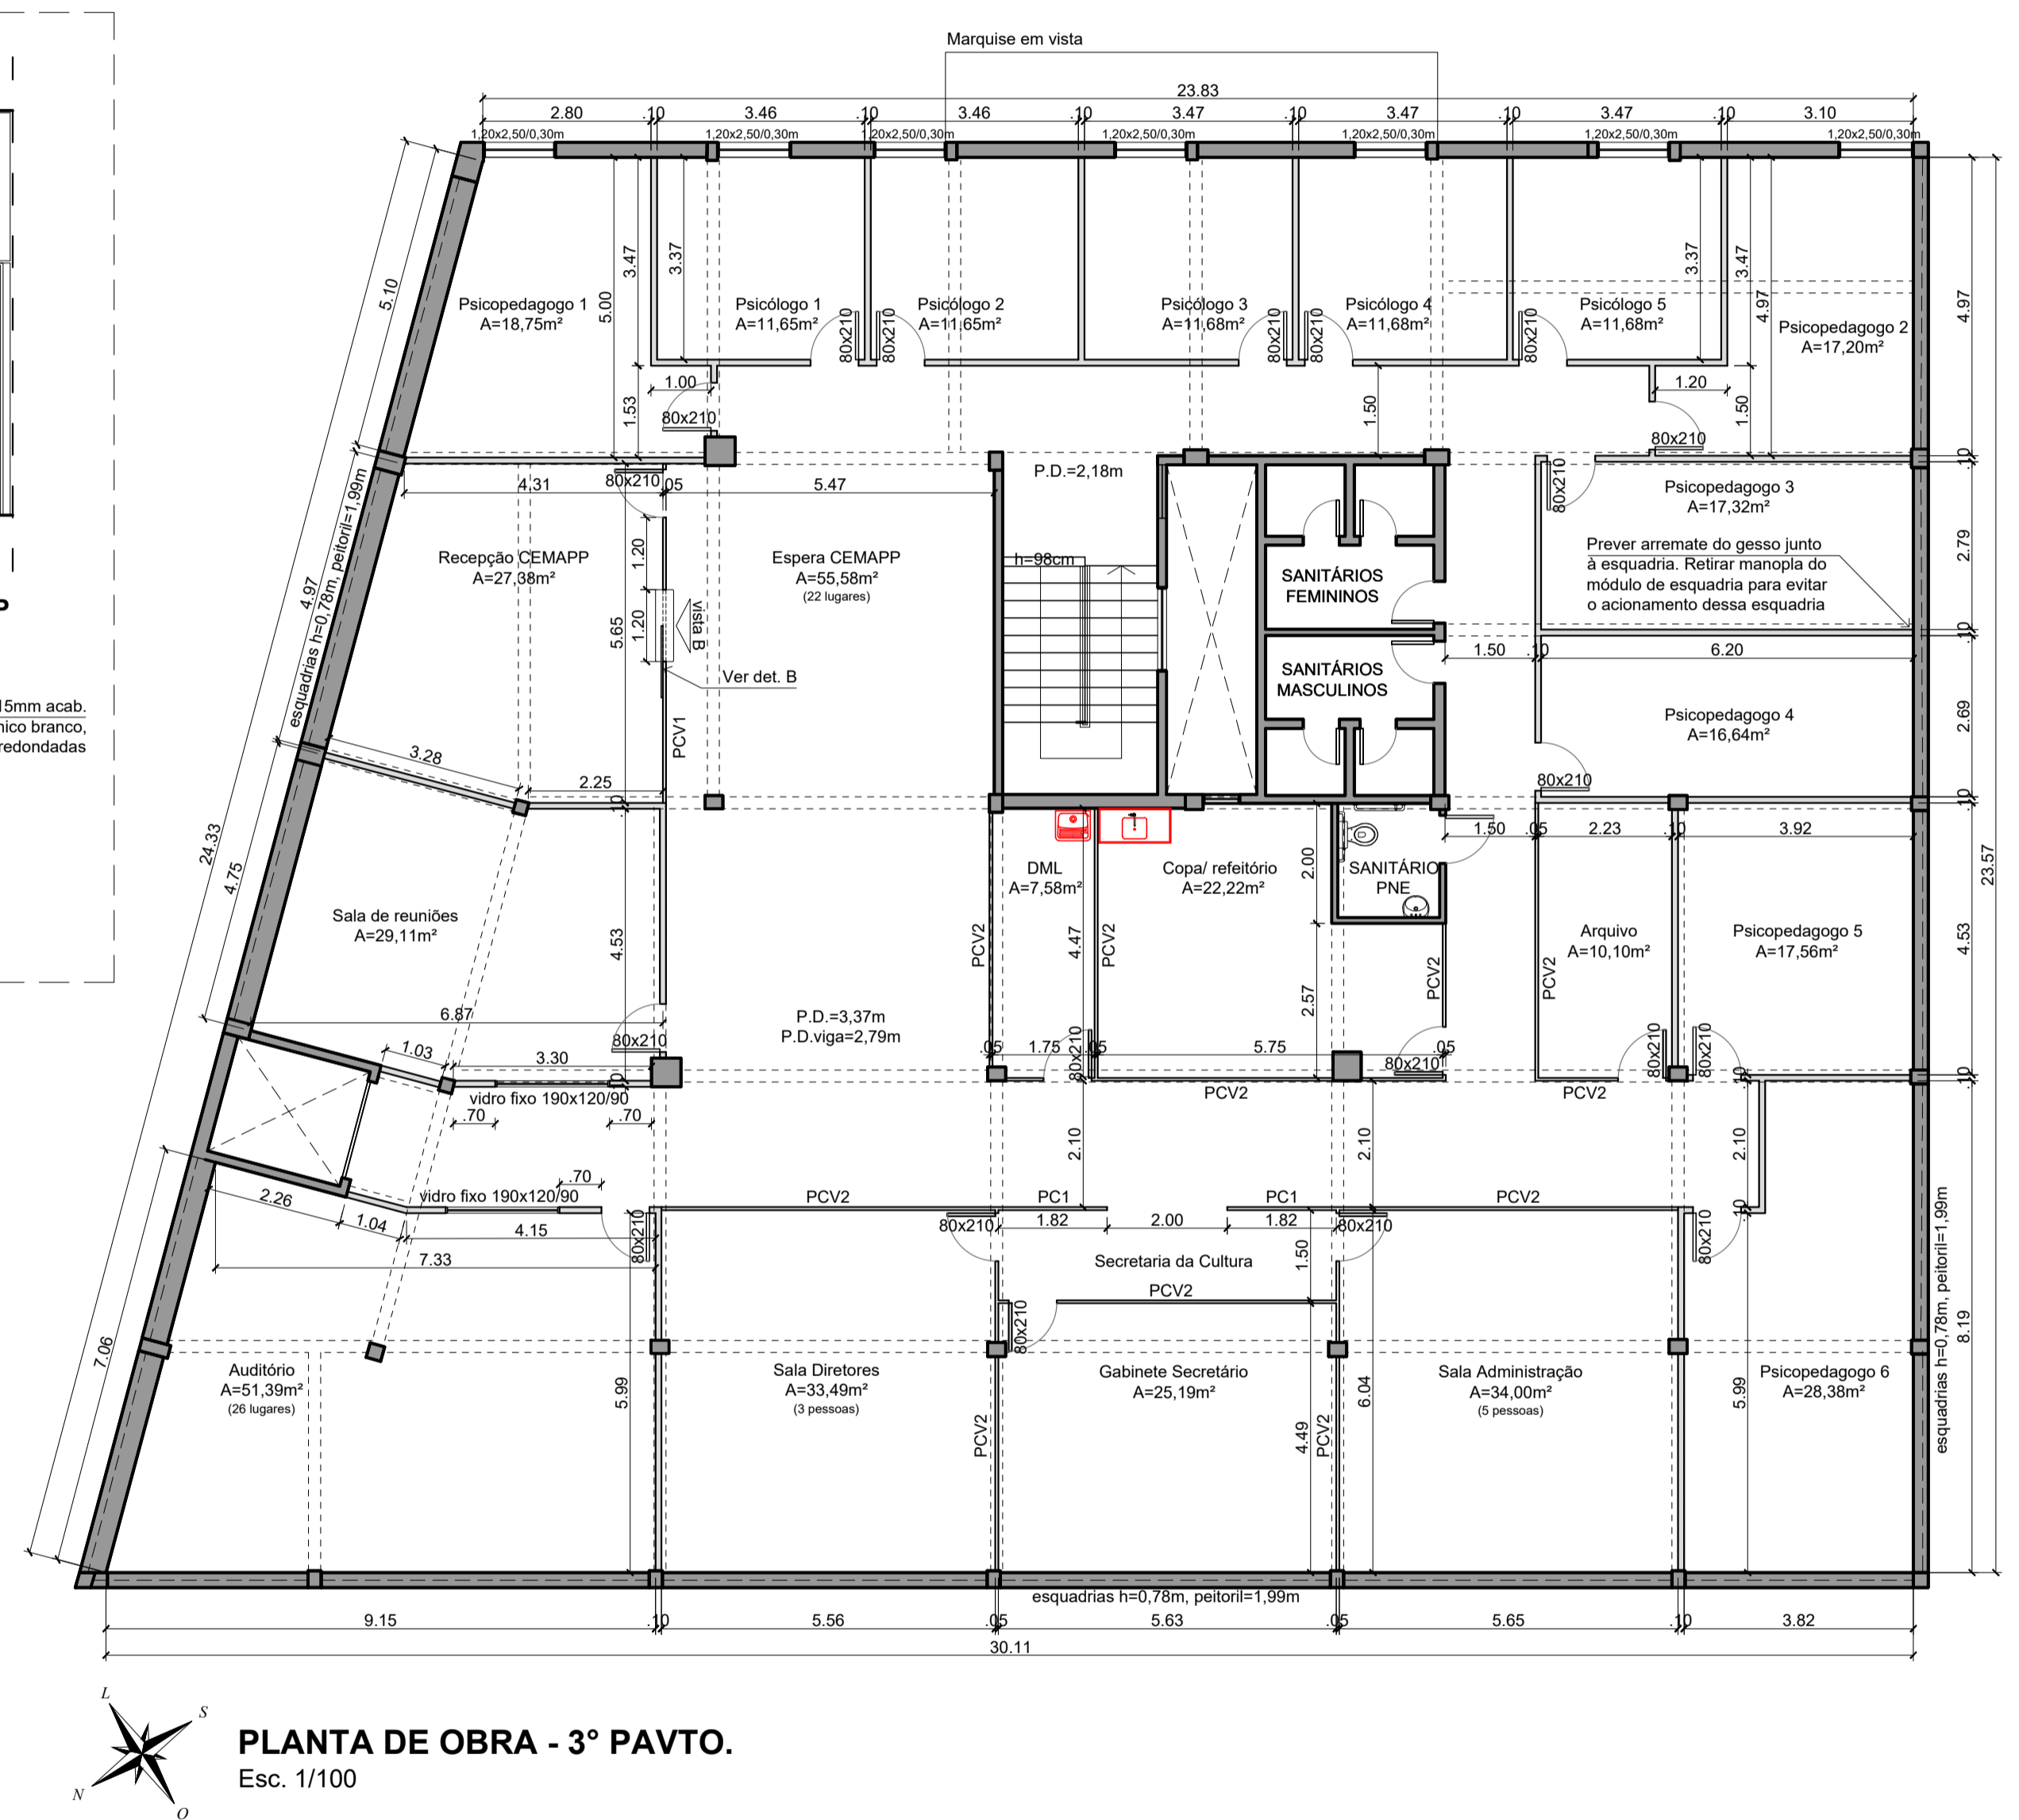 Marquise em vista
23.83
2.80 .10 3.46 .10 3.46 .10 3.47 .10 3.47 .10 3.47 .10 3.10
1,20x2,50/0,30m 1,20x2,50/0,30m 1,20x2,50/0,30m 1,20x2,50/0,30m 1,20x2,50/0,30m 1,20x2,50/0,30m 1,20x2,50/0,30m
5.10
5.00
3.47
3.37
3.37
3.47
4.97
4.97
Psicopedagogo 1
A=18,75m²
Psicólogo 1
A=11,65m²
Psicólogo 2
A=11,65m²
Psicólogo 3
A=11,68m²
Psicólogo 4
A=11,68m²
Psicólogo 5
A=11,68m²
Psicopedagogo 2
A=17,20m²
80x210
80x210
80x210
80x210
80x210
1.00
1.53
80x210
1.50
1.20
1.50
80x210
P.D.=2,18m
4.31 80x210 .05 5.47
80x210
.10
Psicopedagogo 3
A=17,32m²
2.79
Prever arremate do gesso junto
à esquadria. Retirar manopla do
módulo de esquadria para evitar
o acionamento dessa esquadria
esquadrias h=0,78m, peitoril=1,99m
4.97
Recepção CEMAPP
A=27,38m²
1.20
1.20
5.65
Espera CEMAPP
A=55,58m²
(22 lugares)
h=98cm
SANITÁRIOS
FEMININOS
SANITÁRIOS
MASCULINOS
vista B
Ver det. B
PCV1
1.50 .10 6.20
.10
Psicopedagogo 4
A=16,64m²
2.69
80x210
.10
15mm acab.
nico branco,
redondadas
P
3.28
2.25
.10
24.33
4.75
Sala de reuniões
A=29,11m²
4.53
6.87
80x210
DML
A=7,58m²
Copa/ refeitório
A=22,22m²
2.00
SANITÁRIO
PNE
1.50 .05 2.23 .10 3.92
23.57
Arquivo
A=10,10m²
Psicopedagogo 5
A=17,56m²
4.53
PCV2
4.47
PCV2
2.57
PCV2
PCV2
P.D.=3,37m
P.D.viga=2,79m
.05 1.75 80x210 .05 5.75 .05
80x210
80x210
80x210
1.03
3.30
.10
vidro fixo 190x120/90
.70 .70
PCV2
PCV2
.10
.10
2.10
2.10
2.10
.70
vidro fixo 190x120/90
2.26
1.04
4.15
7.33
80x210
PCV2
PC1
PC1
PCV2
80x210 1.82 2.00 1.82 80x210
.10
80x210
Secretaria da Cultura
1.50
PCV2
80x210
7.06
Auditório
A=51,39m²
(26 lugares)
5.99
Sala Diretores
A=33,49m²
(3 pessoas)
PCV2
Gabinete Secretário
A=25,19m²
4.49
PCV2
6.04
Sala Administração
A=34,00m²
(5 pessoas)
5.99
Psicopedagogo 6
A=28,38m²
8.19
esquadrias h=0,78m, peitoril=1,99m
esquadrias h=0,78m, peitoril=1,99m
9.15 .10 5.56 .05 5.63 .05 5.65 .10 3.82
30.11
L
S
N
O
PLANTA DE OBRA - 3° PAVTO.
Esc. 1/100